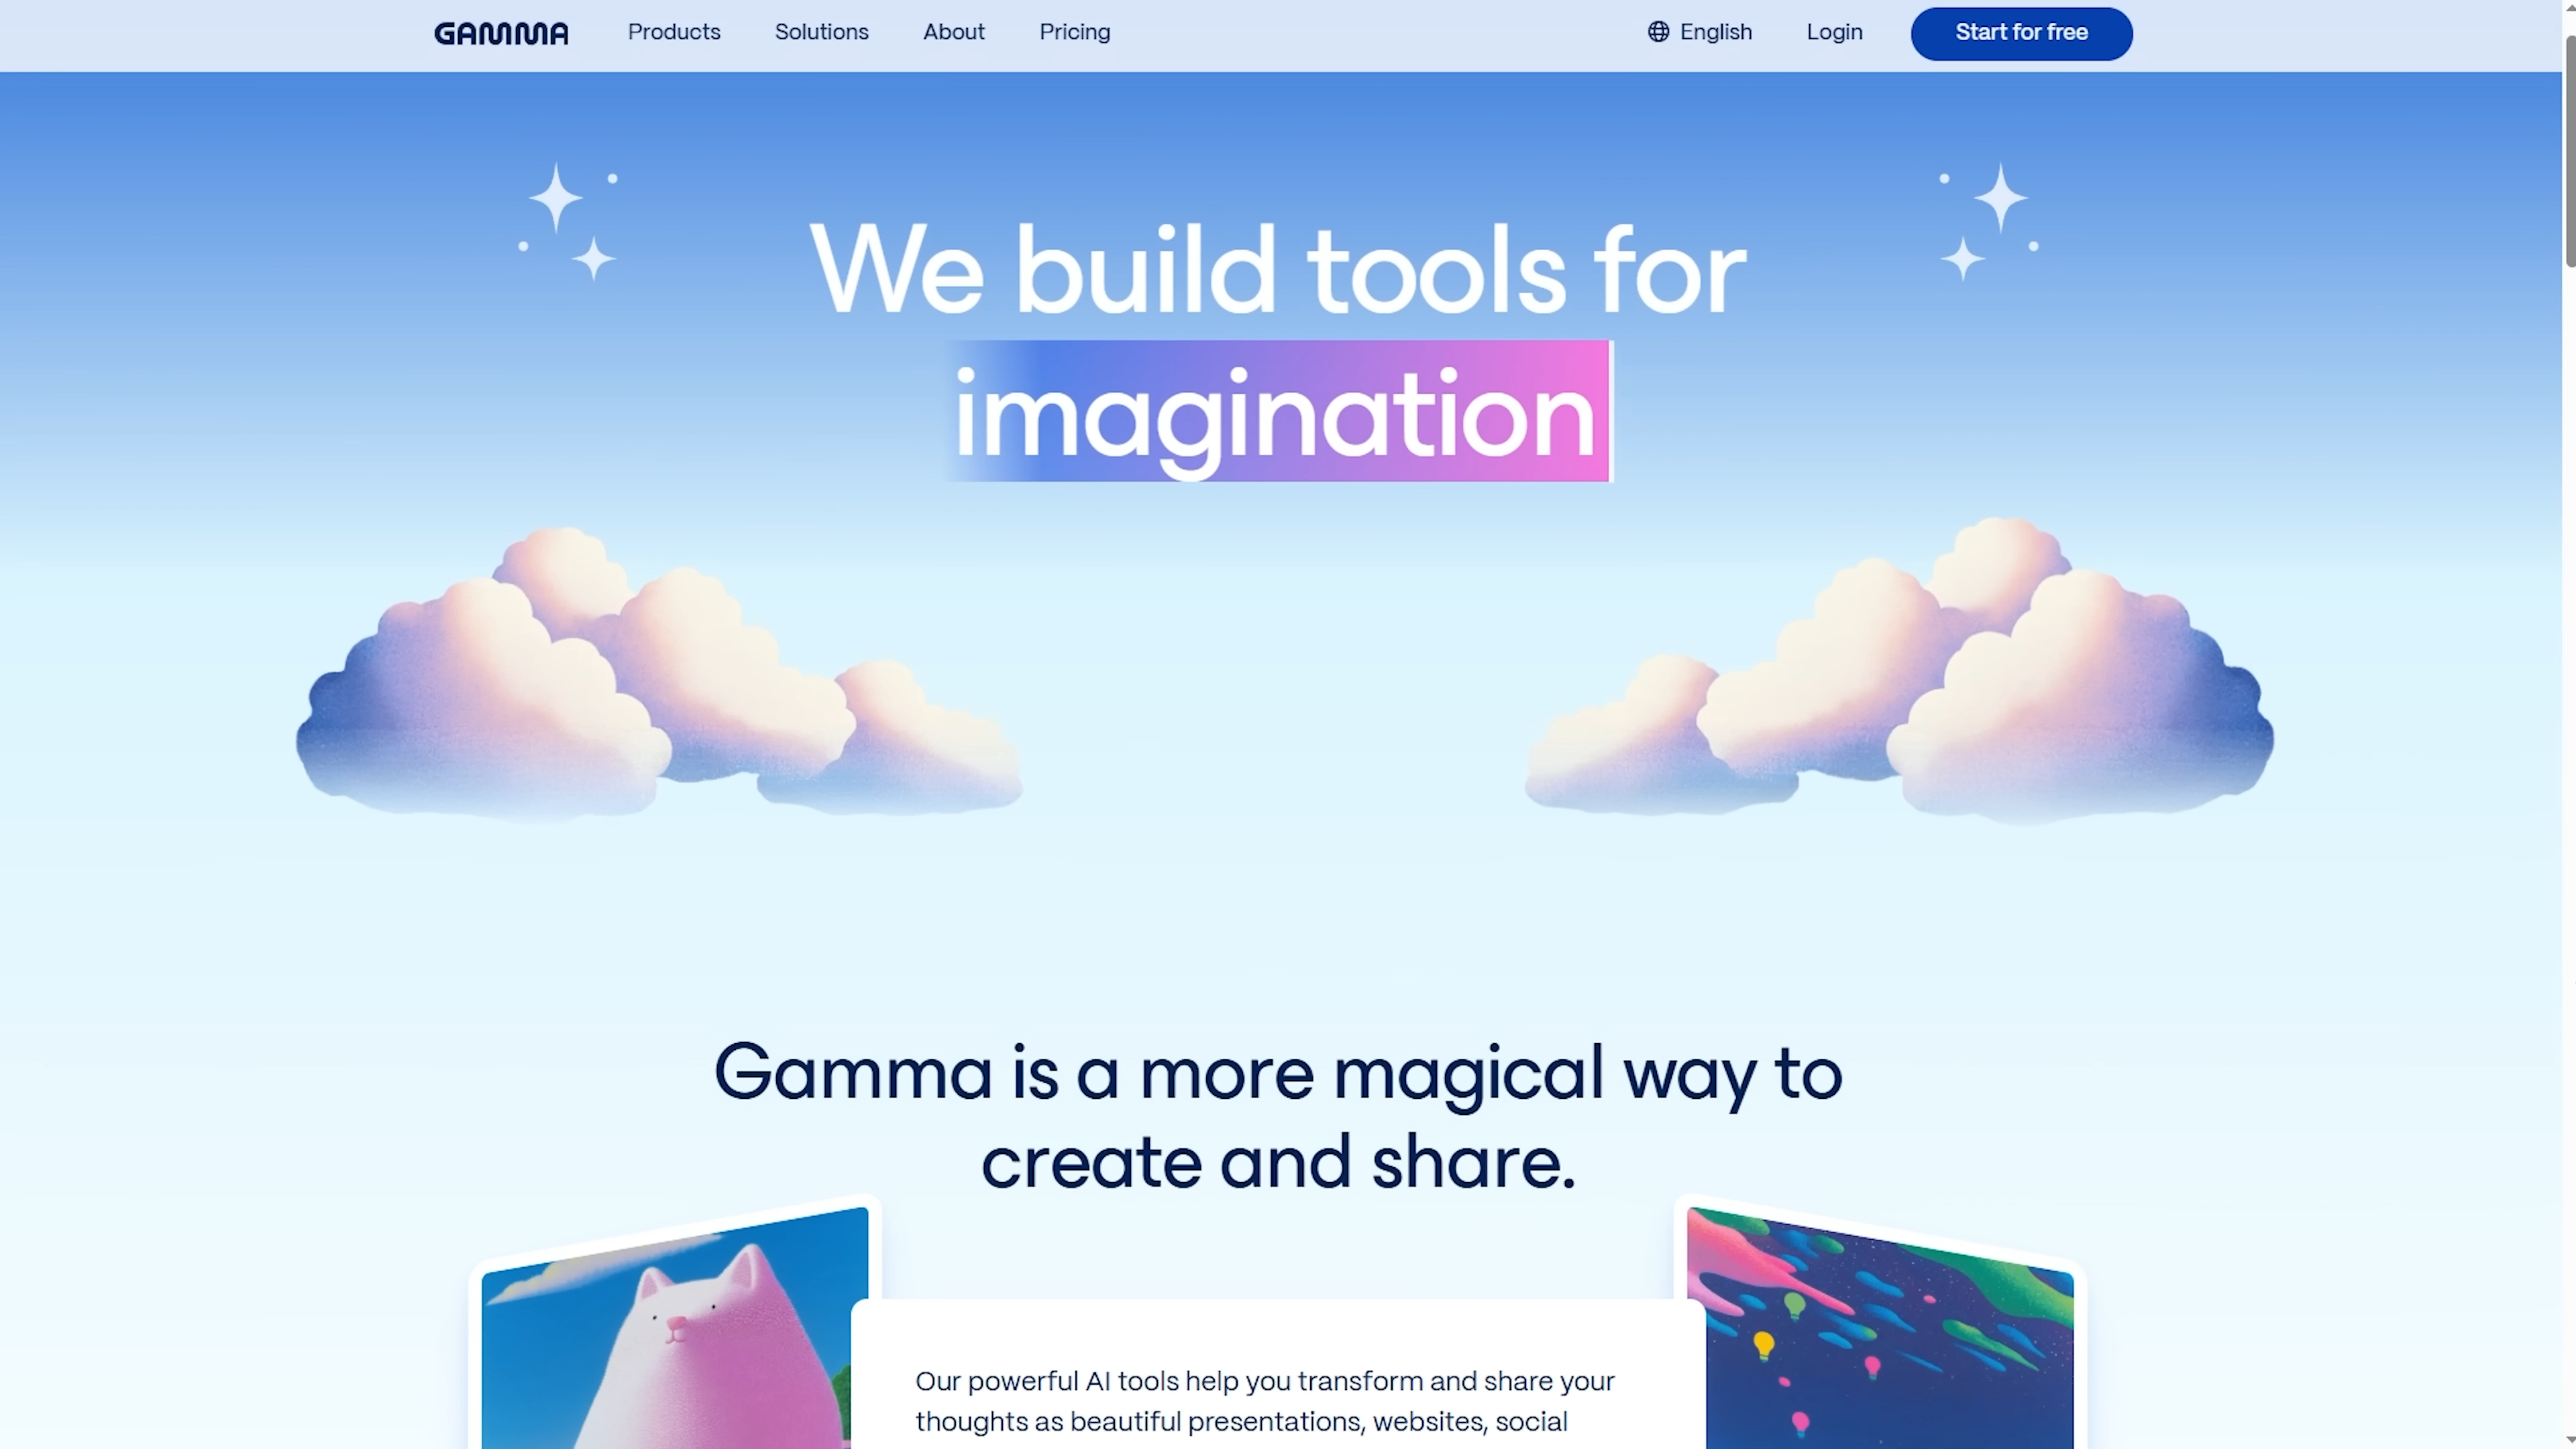 GAMMA Products Solutions About Pricing English Login Start for free
We build tools for
imagination
Gamma is a more magical way to
create and share.
Our powerful AI tools help you transform and share your
thoughts as beautiful presentations, websites, social